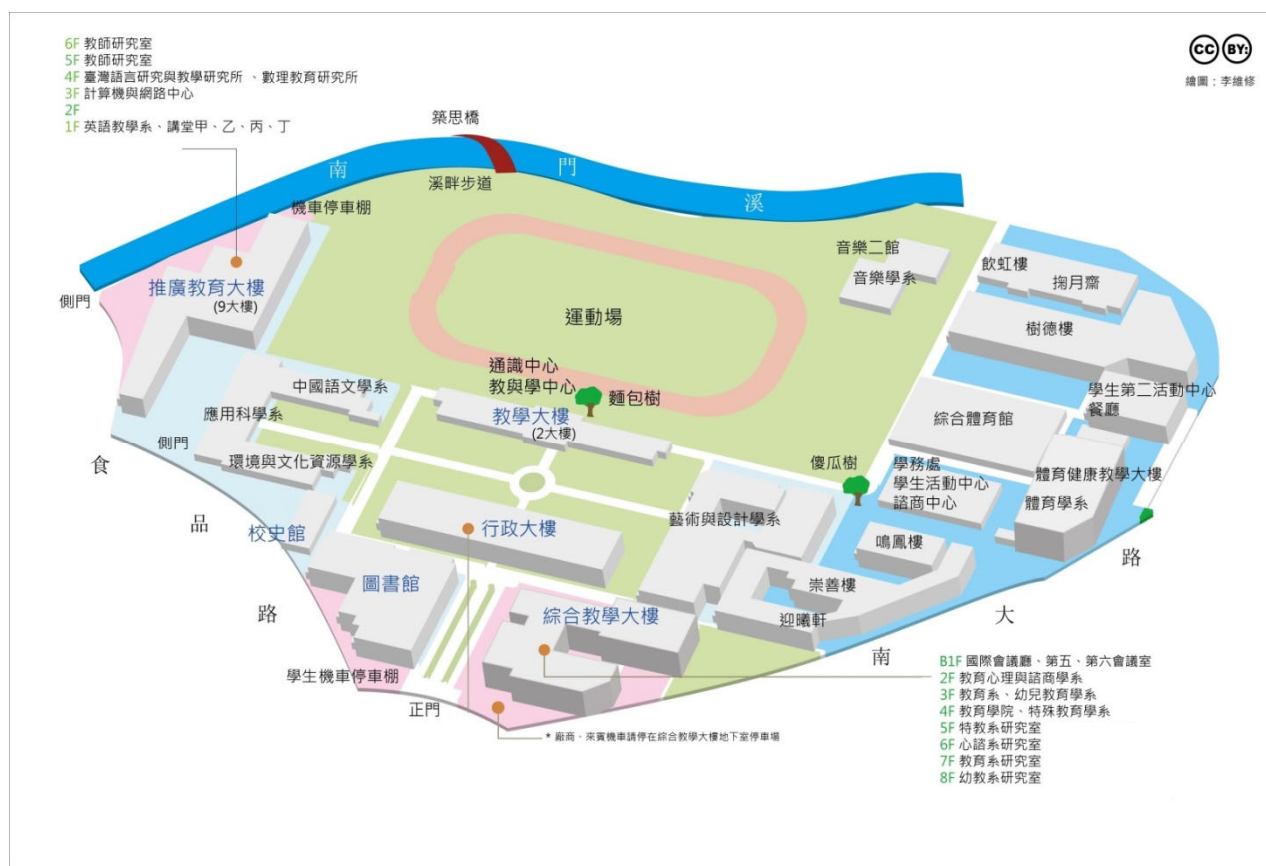 6F 教師研究室
5F 教師研究室
4F 臺灣語言研究與教學研究所 、數理教育研究所
3F 計算機與網路中心
2F
1F 英語教學系、講堂甲、乙、丙、丁
CC BY:
繪圖：李維修
築思橋
南門溪
溪畔步道
機車停車棚
音樂二館
音樂學系
飲虹樓
掬月齋
側門
推廣教育大樓
(9大樓)
運動場
樹德樓
通識中心
教與學中心
麵包樹
中國語文學系
學生第二活動中心
餐廳
教學大樓
(2大樓)
應用科學系
綜合體育館
側門
環境與文化資源學系
傻瓜樹
學務處
學生活動中心
諮商中心
體育健康教學大樓
體育學系
食品路
校史館
行政大樓
藝術與設計學系
鳴鳳樓
圖書館
崇善樓
綜合教學大樓
迎曦軒
南大路
學生機車停車棚
正門
* 廠商、來賓機車請停在綜合教學大樓地下室停車場
B1F 國際會議廳、第五、第六會議室
2F 教育心理與諮商學系
3F 教育系、幼兒教育學系
4F 教育學院、特殊教育學系
5F 特教系研究室
6F 心諮系研究室
7F 教育系研究室
8F 幼教系研究室